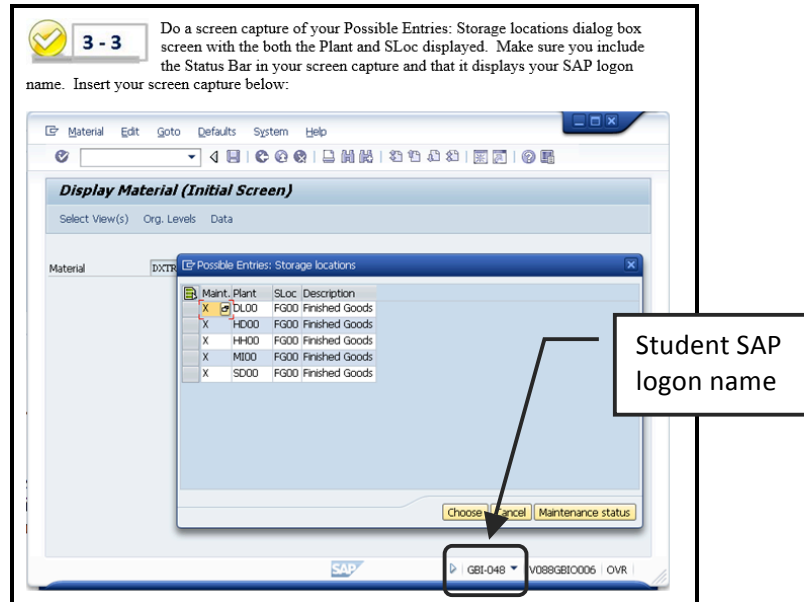 3 - 3
Do a screen capture of your Possible Entries: Storage locations dialog box
screen with the both the Plant and SLoc displayed. Make sure you include
the Status Bar in your screen capture and that it displays your SAP logon
name. Insert your screen capture below:
Material Edit Goto Defaults System Help
Display Material (Initial Screen)
Select View(s) Org. Levels Data
Material DXTR
Possible Entries: Storage locations
Maint. Plant SLoc Description
X DL00 FG00 Finished Goods
X HD00 FG00 Finished Goods
X HH00 FG00 Finished Goods
X MI00 FG00 Finished Goods
X SD00 FG00 Finished Goods
Student SAP
logon name
Choose Cancel Maintenance status
SAP GBI-048 V088GBIO006 OVR